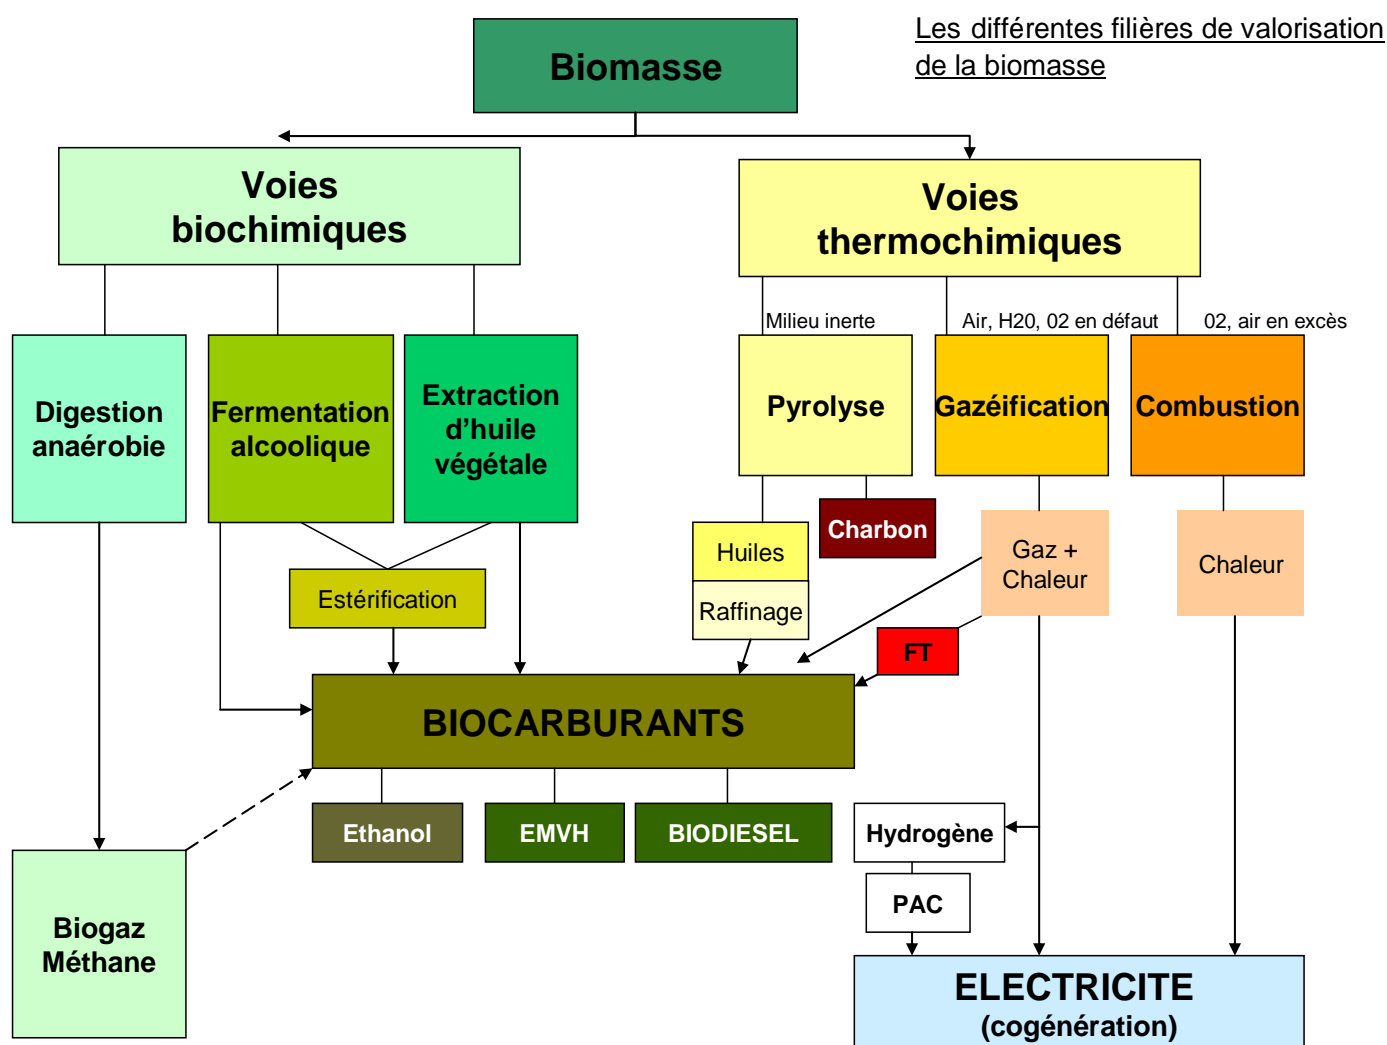 Les différentes filières de valorisation
de la biomasse
Biomasse
Voies
biochimiques
Voies
thermochimiques
Milieu inerte
Air, H20, 02 en défaut
02, air en excès
Digestion
anaérobie
Fermentation
alcoolique
Extraction
d’huile
végétale
Pyrolyse
Gazéification
Combustion
Charbon
Huiles
Raffinage
Gaz +
Chaleur
Chaleur
Estérification
FT
BIOCARBURANTS
Ethanol
EMVH
BIODIESEL
Hydrogène
PAC
Biogaz
Méthane
ELECTRICITE
(cogénération)